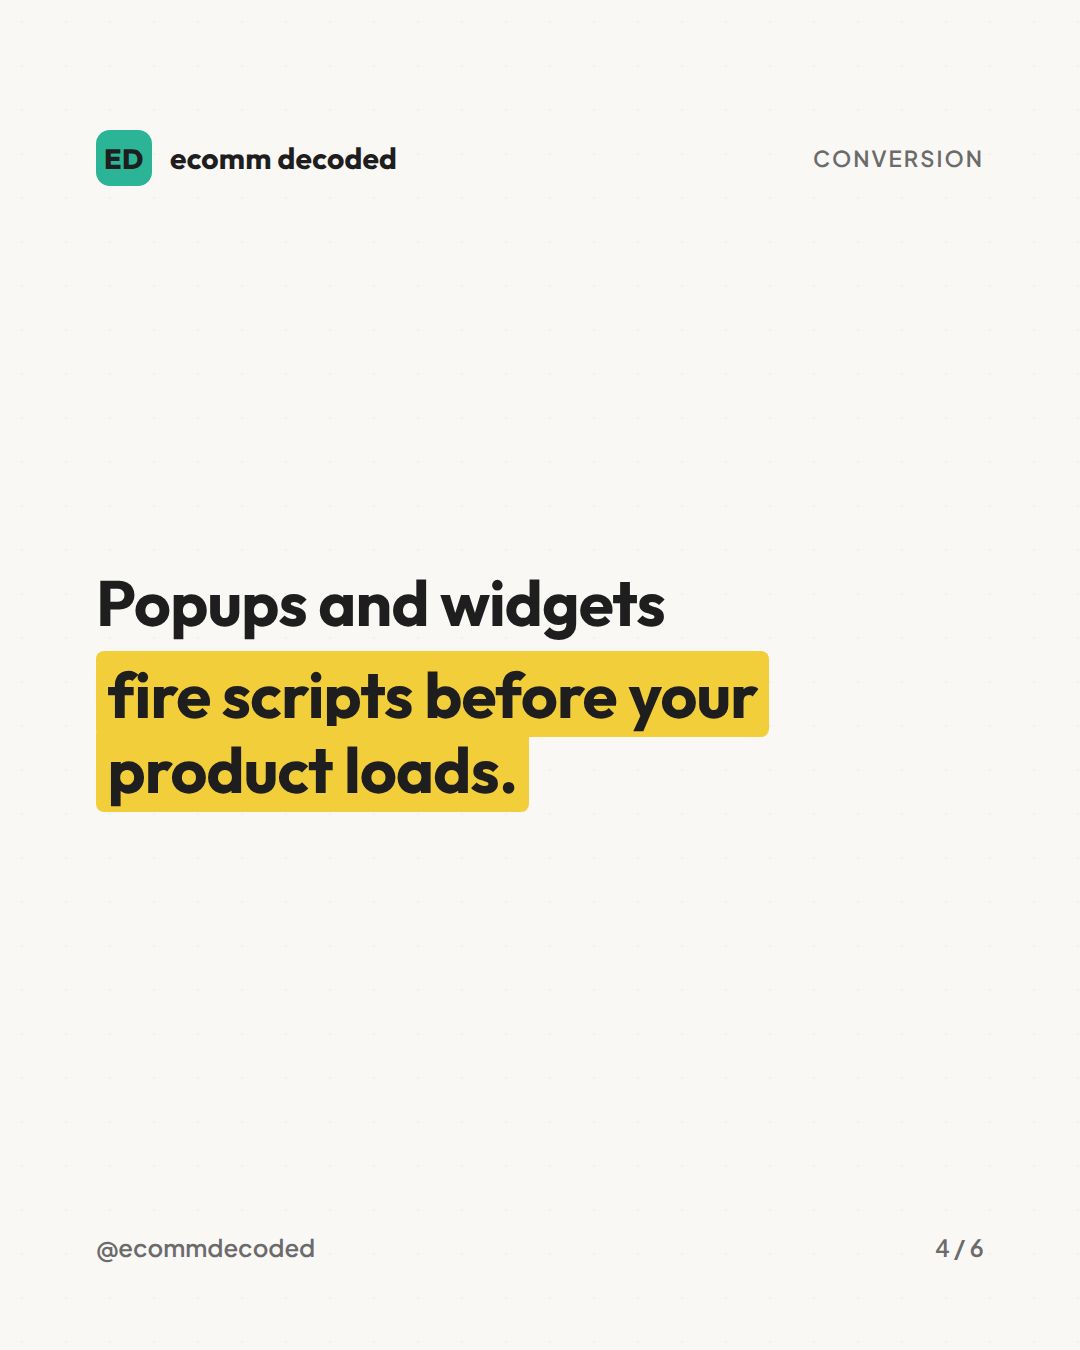 ED ecomm decoded
CONVERSION
Popups and widgets
fire scripts before your
product loads.
@ecommdecoded
4 / 6